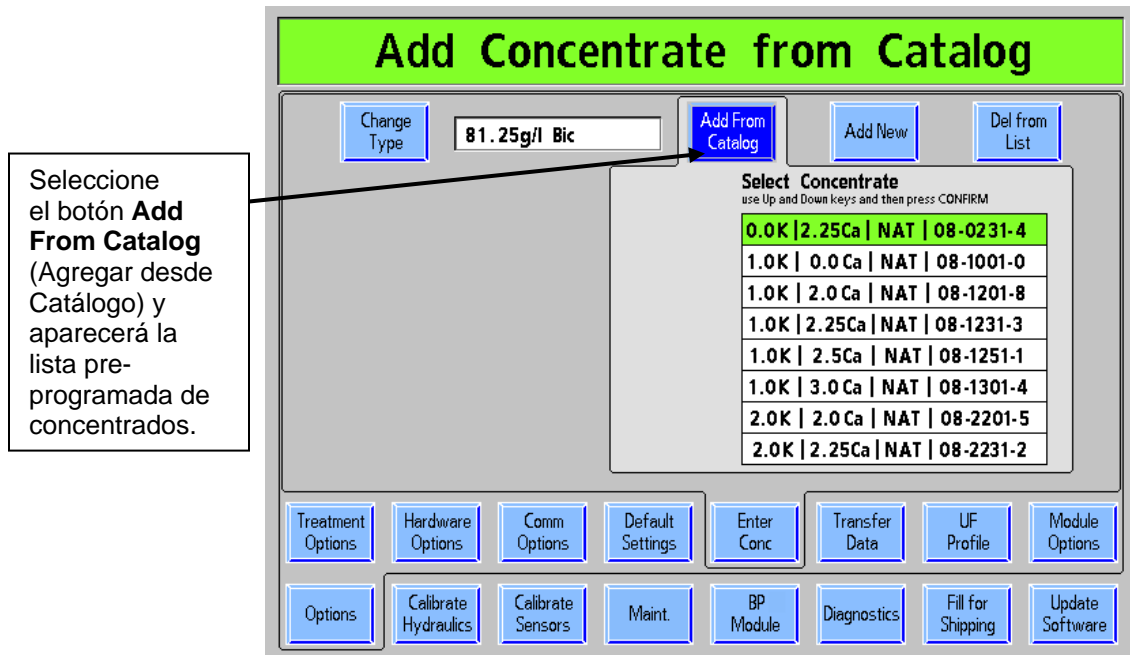 Add Concentrate from Catalog
Change
Type
81.25g/l Bic
Add From
Catalog
Add New
Del from
List
Seleccione
el botón Add
From Catalog
(Agregar desde
Catálogo) y
aparecerá la
lista pre-
programada de
concentrados.
Select Concentrate
use Up and Down keys and then press CONFIRM
0.0K | 2.25Ca | NAT | 08-0231-4
1.0K | 0.0 Ca | NAT | 08-1001-0
1.0K | 2.0 Ca | NAT | 08-1201-8
1.0K | 2.25Ca | NAT | 08-1231-3
1.0K | 2.5Ca | NAT | 08-1251-1
1.0K | 3.0 Ca | NAT | 08-1301-4
2.0K | 2.0 Ca | NAT | 08-2201-5
2.0K | 2.25Ca | NAT | 08-2231-2
Treatment
Options
Hardware
Options
Comm
Options
Default
Settings
Enter
Conc
Transfer
Data
UF
Profile
Module
Options
Options
Calibrate
Hydraulics
Calibrate
Sensors
Maint.
BP
Module
Diagnostics
Fill for
Shipping
Update
Software